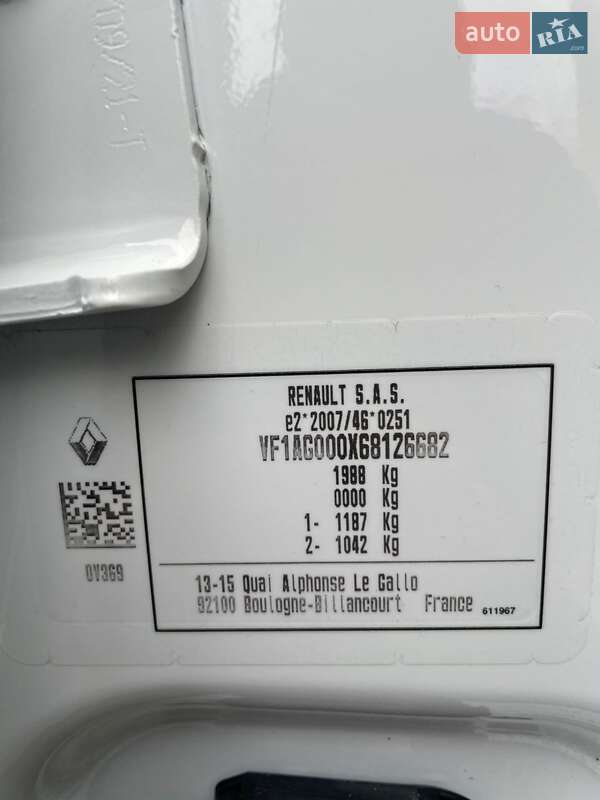 auto RIA .com
RENAULT S.A.S.
e2*2007/46*0251
VF1AG000X68126682
1988 Kg
0000 Kg
1- 1187 Kg
2- 1042 Kg
0V369
13-15 Quai Alphonse Le Gallo
92100 Boulogne-Billancourt France
611967